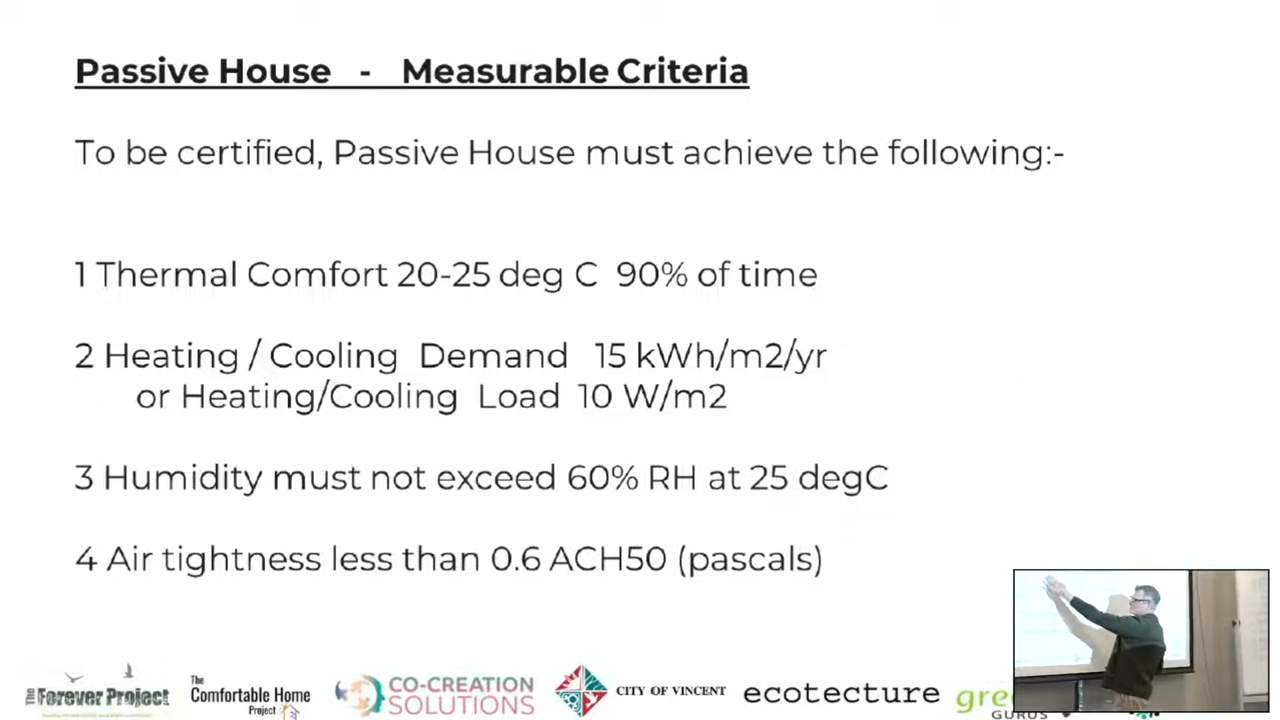 Passive House - Measurable Criteria
To be certified, Passive House must achieve the following:-
1 Thermal Comfort 20-25 deg C 90% of time
2 Heating / Cooling Demand 15 kWh/m2/yr
or Heating/Cooling Load 10 W/m2
3 Humidity must not exceed 60% RH at 25 degC
4 Air tightness less than 0.6 ACH50 (pascals)
The Forever Project
The Comfortable Home Project
CO-CREATION SOLUTIONS
CITY OF VINCENT
ecotecture
gre
GURUS